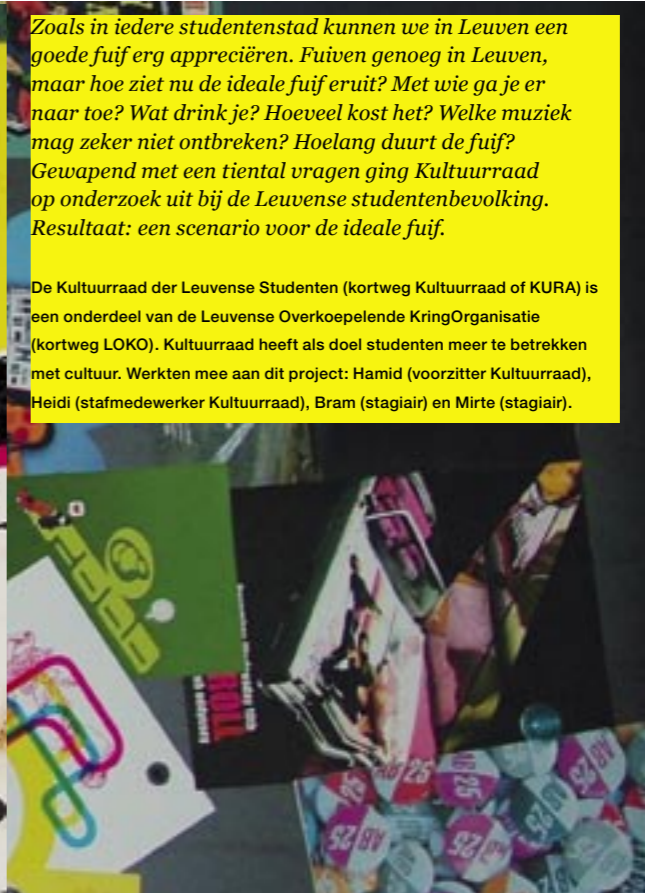 Zoals in iedere studentenstad kunnen we in Leuven een
goede fuif erg appreciëren. Fuiven genoeg in Leuven,
maar hoe ziet nu de ideale fuif eruit? Met wie ga je er
naar toe? Wat drink je? Hoeveel kost het? Welke muziek
mag zeker niet ontbreken? Hoelang duurt de fuif?
Gewapend met een tiental vragen ging Kultuurraad
op onderzoek uit bij de Leuvense studentenbevolking.
Resultaat: een scenario voor de ideale fuif.
De Kultuurraad der Leuvense Studenten (kortweg Kultuurraad of KURA) is
een onderdeel van de Leuvense Overkoepelende KringOrganisatie
(kortweg LOKO). Kultuurraad heeft als doel studenten meer te betrekken
met cultuur. Werkten mee aan dit project: Hamid (voorzitter Kultuurraad),
Heidi (stafmedewerker Kultuurraad), Bram (stagiair) en Mirte (stagiair).
ROLL
AB 25
AB 25
AB 25
AB 25
AB 25